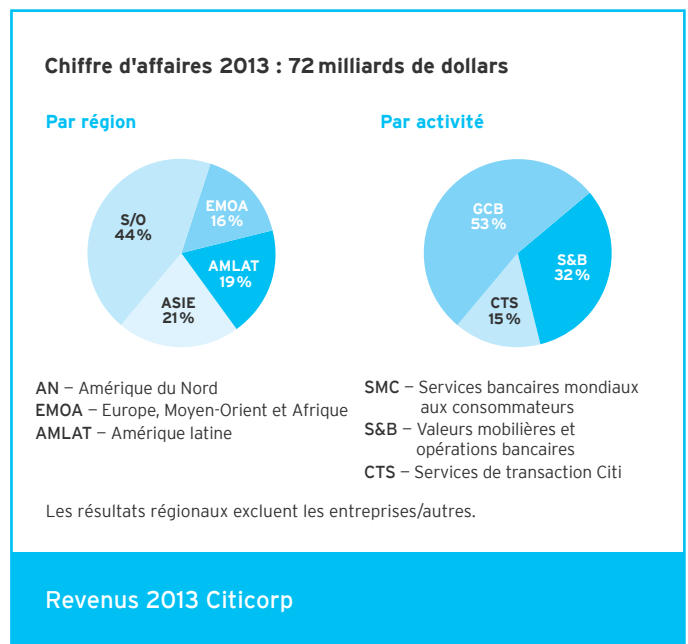 Chiffre d'affaires 2013 : 72 milliards de dollars
Par région
S/O
44%
EMOA
16%
AMLAT
19%
ASIE
21%
AN – Amérique du Nord
EMOA – Europe, Moyen-Orient et Afrique
AMLAT – Amérique latine
Par activité
GCB
53%
S&B
32%
CTS
15%
SMC – Services bancaires mondiaux
aux consommateurs
S&B – Valeurs mobilières et
opérations bancaires
CTS – Services de transaction Citi
Les résultats régionaux excluent les entreprises/autres.
Revenus 2013 Citicorp